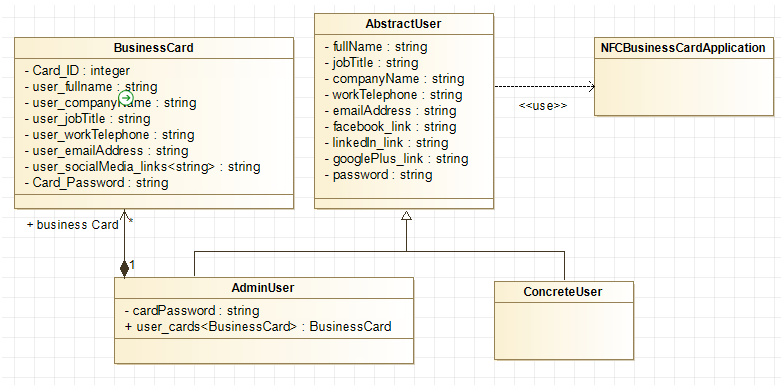 BusinessCard
- Card_ID : integer
- user_fullname : string
- user_companyName : string
- user_jobTitle : string
- user_workTelephone : string
- user_emailAddress : string
- user_socialMedia_links<string> : string
- Card_Password : string
AbstractUser
- fullName : string
- jobTitle : string
- companyName : string
- workTelephone : string
- emailAddress : string
- facebook_link : string
- linkedIn_link : string
- googlePlus_link : string
- password : string
NFCBusinessCardApplication
<<use>>
+ business Card
*
1
AdminUser
- cardPassword : string
+ user_cards<BusinessCard> : BusinessCard
ConcreteUser